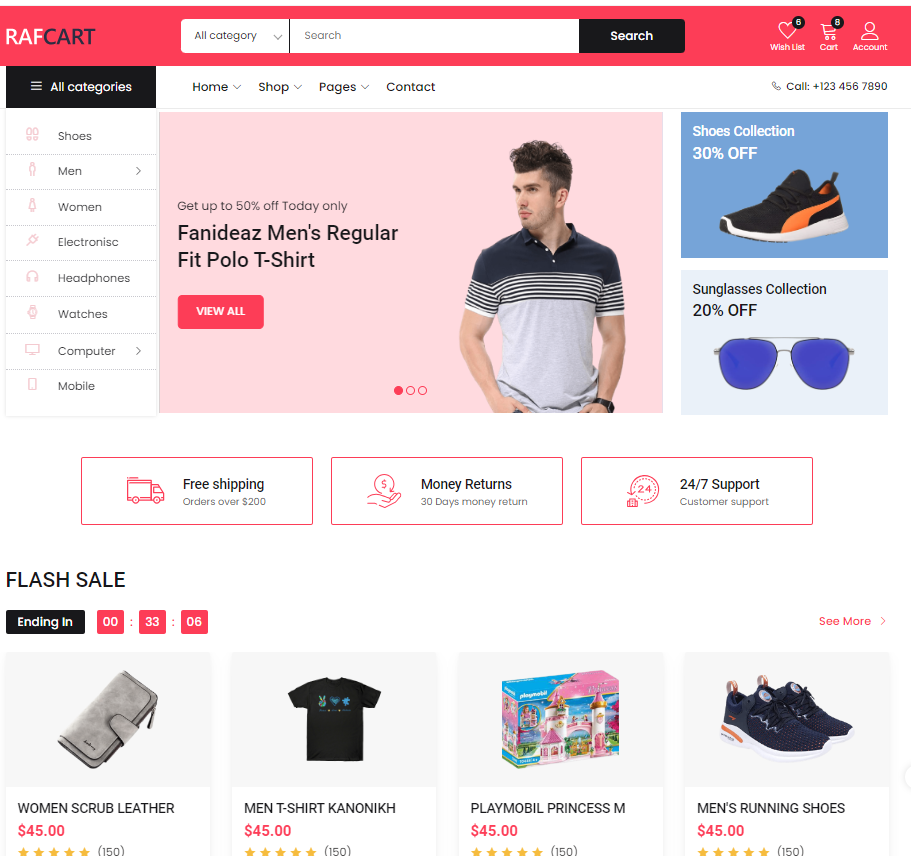 RAFCART
All category
Search
Search
6
Wish List
8
Cart
Account
All categories
Home
Shop
Pages
Contact
Call: +123 456 7890
Shoes
Men
Women
Electronisc
Headphones
Watches
Computer
Mobile
Get up to 50% off Today only
Fanideaz Men's Regular
Fit Polo T-Shirt
VIEW ALL
Shoes Collection
30% OFF
Sunglasses Collection
20% OFF
Free shipping
Orders over $200
$
Money Returns
30 Days money return
24
24/7 Support
Customer support
FLASH SALE
Ending In
00 : 33 : 06
See More
playmobil
WOMEN SCRUB LEATHER
$45.00
(150)
MEN T-SHIRT KANONIKH
$45.00
(150)
PLAYMOBIL PRINCESS M
$45.00
(150)
MEN'S RUNNING SHOES
$45.00
(150)